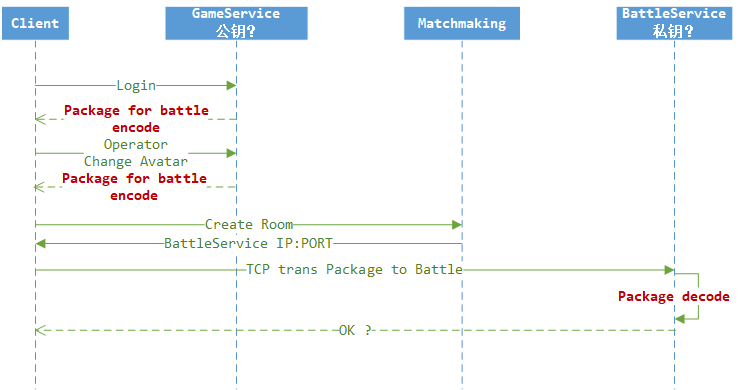 Client
GameService
公钥?
Matchmaking
BattleService
私钥?
Login
Package for battle
encode
Operator
Change Avatar
Package for battle
encode
Create Room
BattleService IP:PORT
TCP trans Package to Battle
Package decode
OK ?